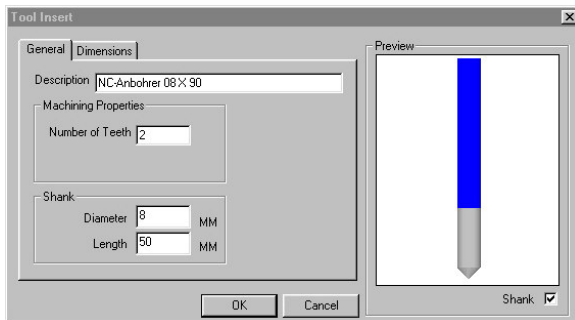 Tool Insert
General Dimensions
Preview
Description NC-Anbohrer 08 X 90
Machining Properties
Number of Teeth 2
Shank
Diameter 8 MM
Length 50 MM
Shank
OK Cancel